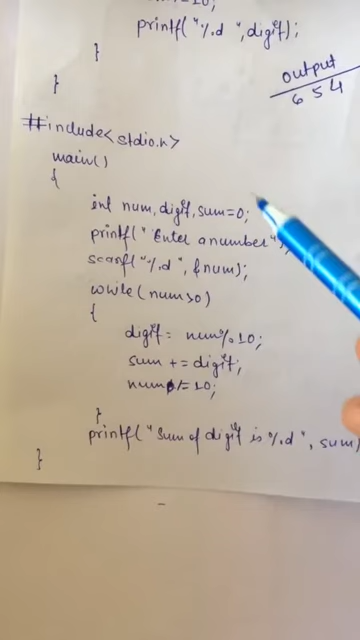 printf("%d ",digit);
}
}
output
6 5 4
#include<stdio.h>
main()
{
int num, digit, sum=0;
printf("Enter a number");
scanf("%d", &num);
while(num>0)
{
digit= num%10;
sum += digit;
num /= 10;
}
printf("Sum of digit is %d", sum)
}